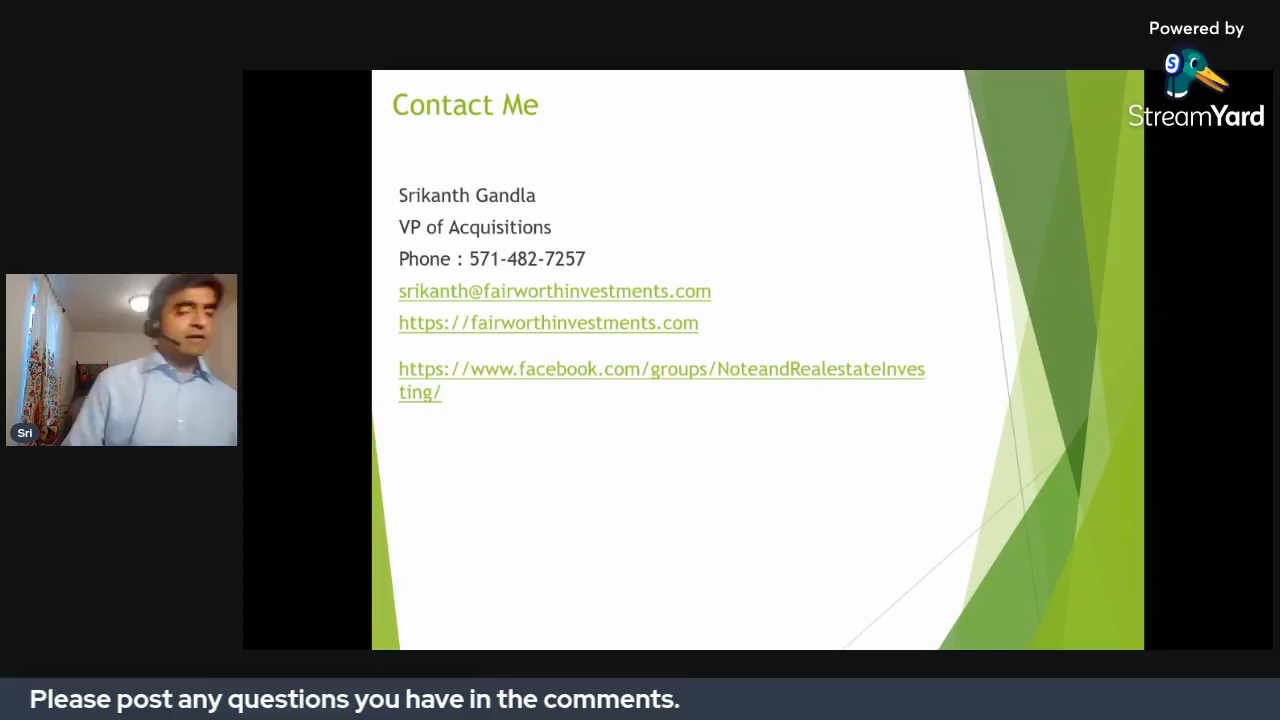 Powered by
S
StreamYard
Contact Me
Srikanth Gandla
VP of Acquisitions
Phone : 571-482-7257
srikanth@fairworthinvestments.com
https://fairworthinvestments.com
https://www.facebook.com/groups/NoteandRealestateInves
ting/
Sri
Please post any questions you have in the comments.